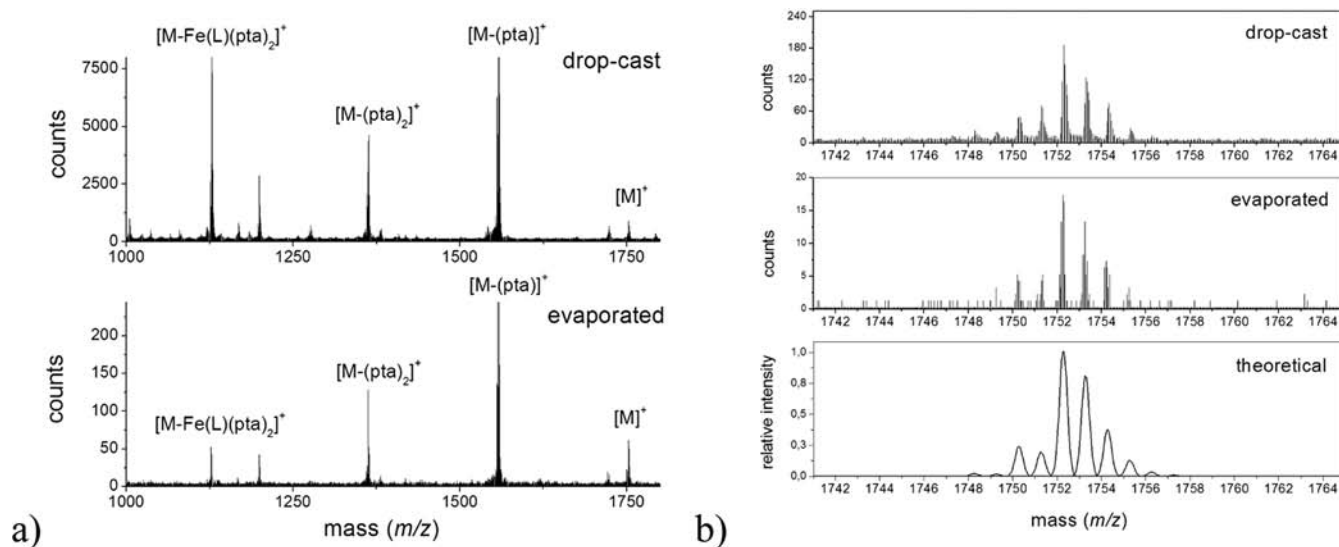 [M-Fe(L)(pta)₂]⁺
[M-(pta)]⁺
drop-cast
[M-(pta)₂]⁺
[M]⁺
7500
5000
2500
0
counts
1000 1250 1500 1750
[M-(pta)]⁺
evaporated
[M-(pta)₂]⁺
[M-Fe(L)(pta)₂]⁺
[M]⁺
200
150
100
50
0
counts
1000 1250 1500 1750
mass (m/z)
a)
240
180
120
60
0
counts
drop-cast
1742 1744 1746 1748 1750 1752 1754 1756 1758 1760 1762 1764
20
15
10
5
0
counts
evaporated
1742 1744 1746 1748 1750 1752 1754 1756 1758 1760 1762 1764
1,0
0,8
0,5
0,3
0,0
relative intensity
theoretical
1742 1744 1746 1748 1750 1752 1754 1756 1758 1760 1762 1764
mass (m/z)
b)